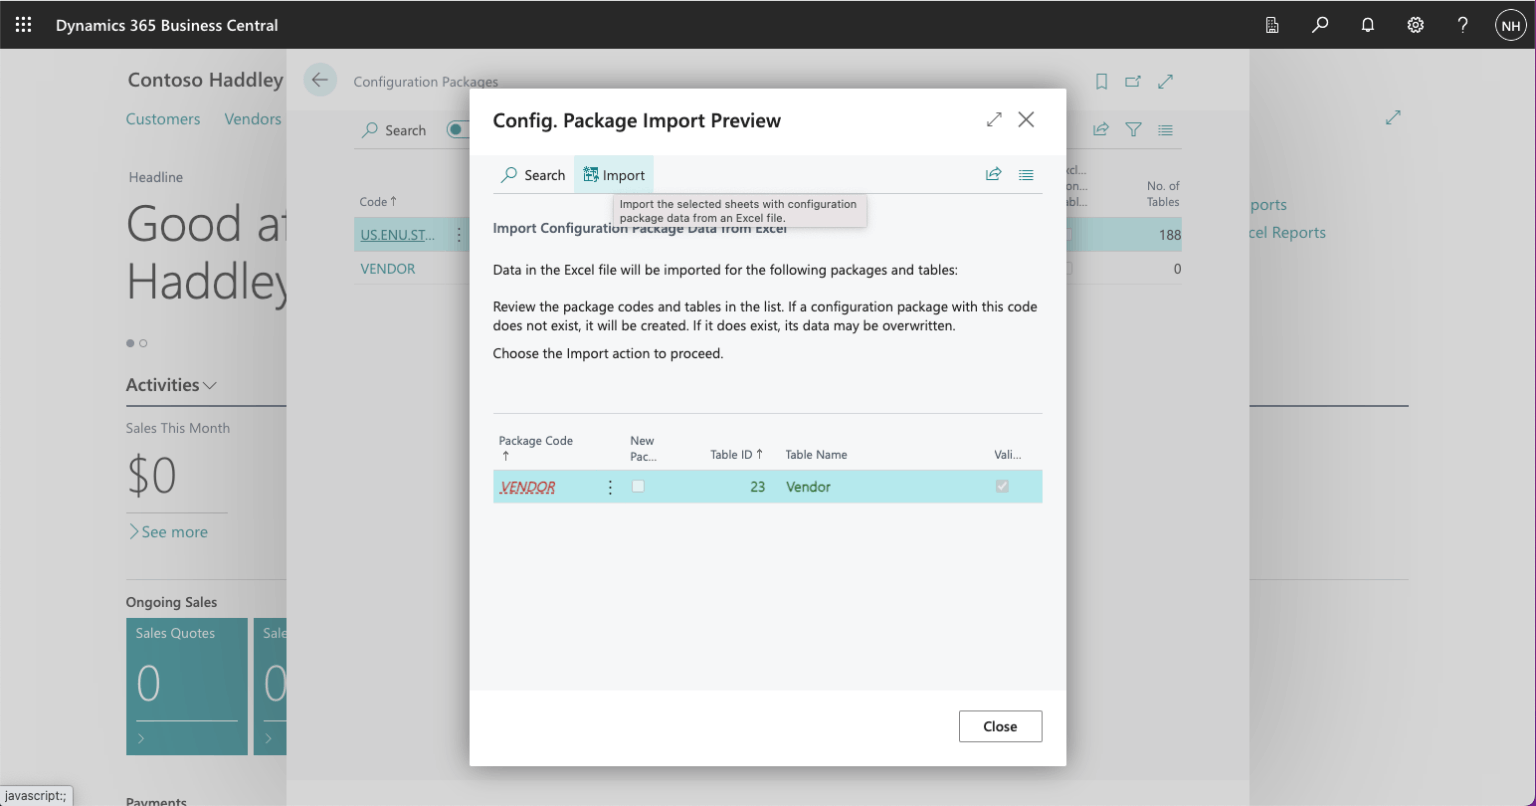 Dynamics 365 Business Central
NH
Contoso Haddley
Customers Vendors
Headline
Good af
Haddley
Activities
Sales This Month
$0
See more
Ongoing Sales
Sales Quotes
0
Sale
0
Payments
javascript:;
Configuration Packages
Search
Code ↑
US.ENU.ST...
VENDOR
xcl...
on...
abl...
No. of
Tables
188
0
ports
cel Reports
Config. Package Import Preview
Search
Import
Import the selected sheets with configuration
package data from an Excel file.
Import Configuration Package Data from Excel
Data in the Excel file will be imported for the following packages and tables:
Review the package codes and tables in the list. If a configuration package with this code
does not exist, it will be created. If it does exist, its data may be overwritten.
Choose the Import action to proceed.
Package Code
↑
New
Pac...
Table ID ↑
Table Name
Vali...
VENDOR
23
Vendor
Close